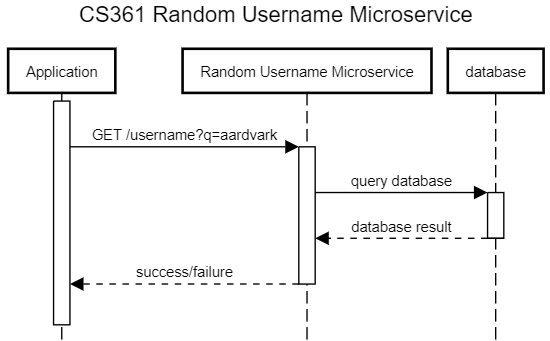 CS361 Random Username Microservice
Application
Random Username Microservice
database
GET /username?q=aardvark
query database
database result
success/failure